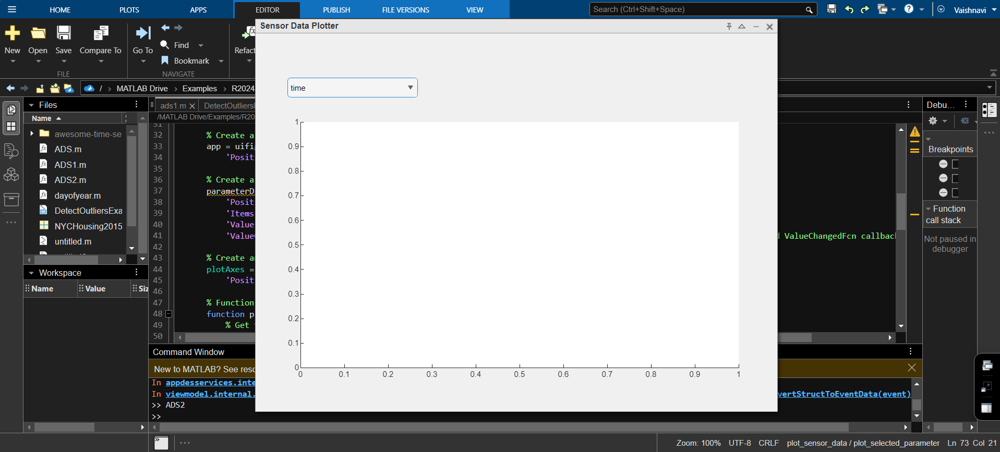 HOME PLOTS APPS EDITOR PUBLISH FILE VERSIONS VIEW Search (Ctrl+Shift+Space) Vaishnavi
New Open Save Compare To Go To Find Bookmark Refact
FILE NAVIGATE
/ MATLAB Drive Examples R2024
Files
Name
awesome-time-se
ADS.m
ADS1.m
ADS2.m
dayofyear.m
DetectOutliersExa
NYCHousing2015
untitled.m
Workspace
Name Value Siz
ads1.m DetectOutliers
/MATLAB Drive/Examples/R20
31
32 % Create a
33 app = uifi
34 'Posit
35
36 % Create a
37 parameterD
38 'Posit
39 'Items
40 'Value
41 'Value
ValueChangedFcn callbac
42
43 % Create a
44 plotAxes =
45 'Posit
46
47 % Function
48 function p
49 % Get
50
Command Window
New to MATLAB? See reso
In appdesservices.inte
In viewmodel.internal.
vertStructToEventData(event)
>> ADS2
>>
Sensor Data Plotter
time
1
0.9
0.8
0.7
0.6
0.5
0.4
0.3
0.2
0.1
0
0 0.1 0.2 0.3 0.4 0.5 0.6 0.7 0.8 0.9 1
Debu...
Breakpoints
Function
call stack
Not paused in
debugger
Zoom: 100% UTF-8 CRLF plot_sensor_data / plot_selected_parameter Ln 73 Col 21